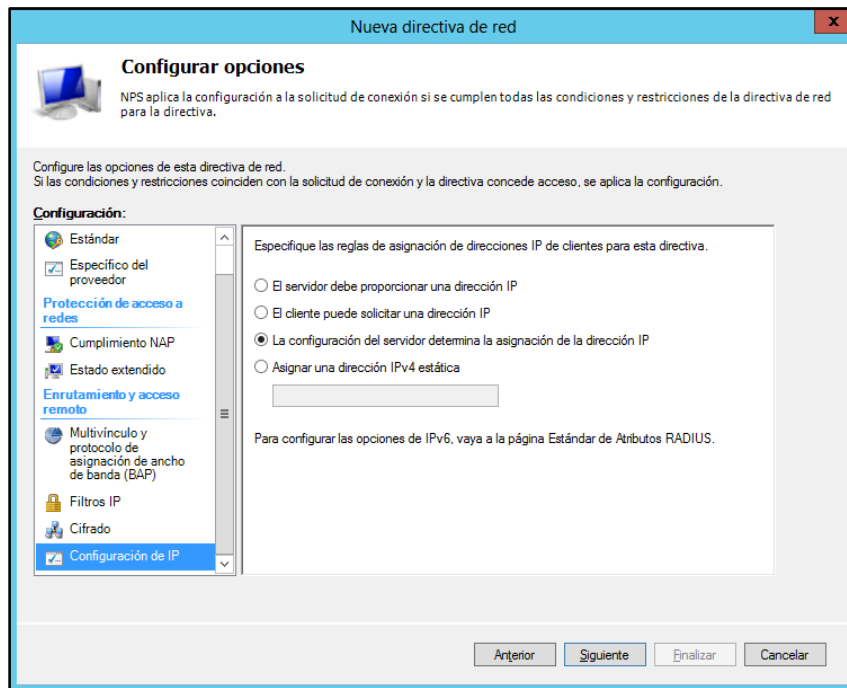 Nueva directiva de red
x
Configurar opciones
NPS aplica la configuración a la solicitud de conexión si se cumplen todas las condiciones y restricciones de la directiva de red
para la directiva.
Configure las opciones de esta directiva de red.
Si las condiciones y restricciones coinciden con la solicitud de conexión y la directiva concede acceso, se aplica la configuración.
Configuración:
Estándar
Específico del
proveedor
Protección de acceso a
redes
Cumplimiento NAP
Estado extendido
Enrutamiento y acceso
remoto
Multivínculo y
protocolo de
asignación de ancho
de banda (BAP)
Filtros IP
Cifrado
Configuración de IP
Especifique las reglas de asignación de direcciones IP de clientes para esta directiva.
El servidor debe proporcionar una dirección IP
El cliente puede solicitar una dirección IP
La configuración del servidor determina la asignación de la dirección IP
Asignar una dirección IPv4 estática
Para configurar las opciones de IPv6, vaya a la página Estándar de Atributos RADIUS.
Anterior
Siguiente
Finalizar
Cancelar